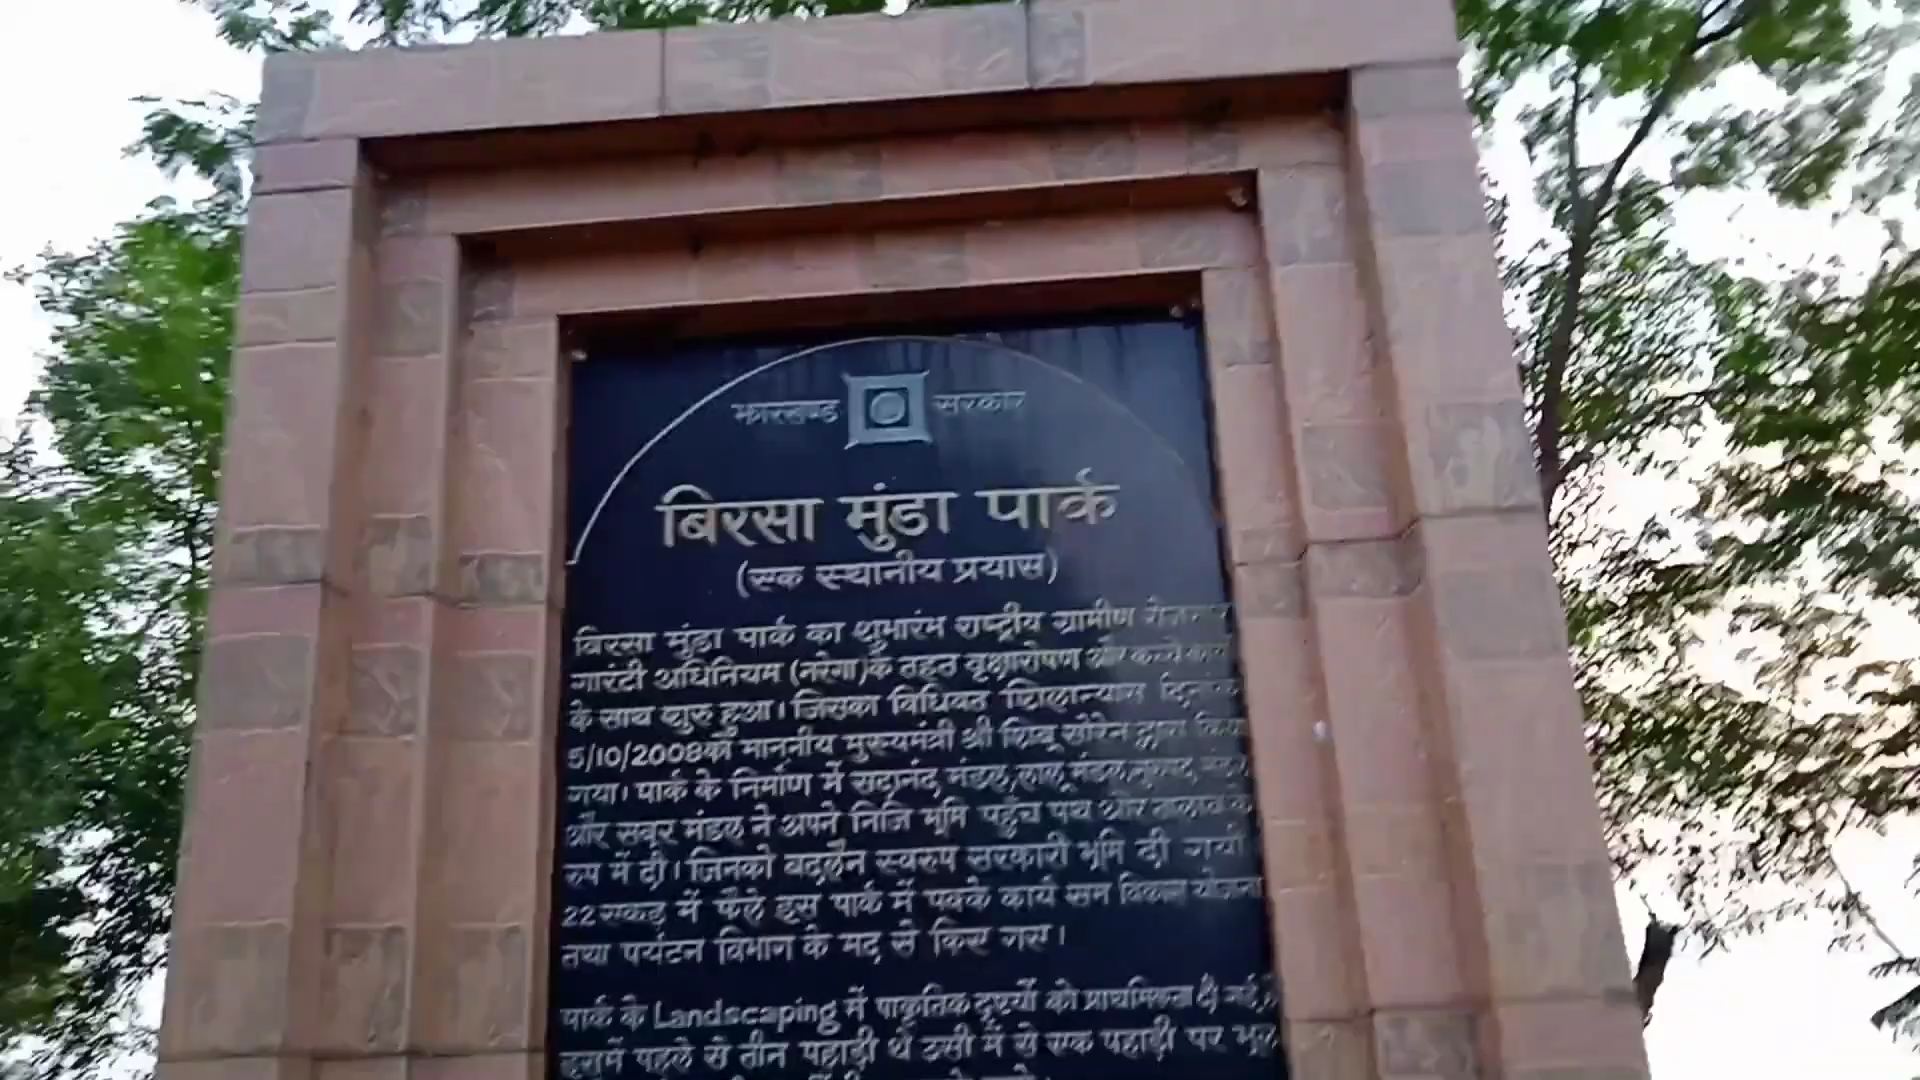 झारखण्ड सरकार
बिरसा मुंडा पार्क
(एक स्थानीय प्रयास)
बिरसा मुंडा पार्क का शुभारंभ राष्ट्रीय ग्रामीण रोजगार
गारंटी अधिनियम (नरेगा) के तहत वृक्षारोपण और कच्चे
के साथ शुरु हुआ। जिसका विधिवत शिलान्यास दिनांक
5/10/2008 को माननीय मुख्यमंत्री श्री शिबू सोरेन द्वारा किया
गया। पार्क के निर्माण में सदानंद मंडल, लालू मंडल,
और सबूर मंडल ने अपने निजि भूमि पहुँच पथ और तालाब के
रुप में दी। जिनको बदलैन स्वरुप सरकारी भूमि दी गयी
22 एकड़ में फैले इस पार्क में पक्के कार्य सम विकास योजना
तथा पर्यटन विभाग के मद से किए गए।
पार्क के Landscaping में प्राकृतिक दृश्यों को प्राथमिकता दी गई है
इसमें पहले से तीन पहाड़ी थे उसी में से एक पहाड़ी पर